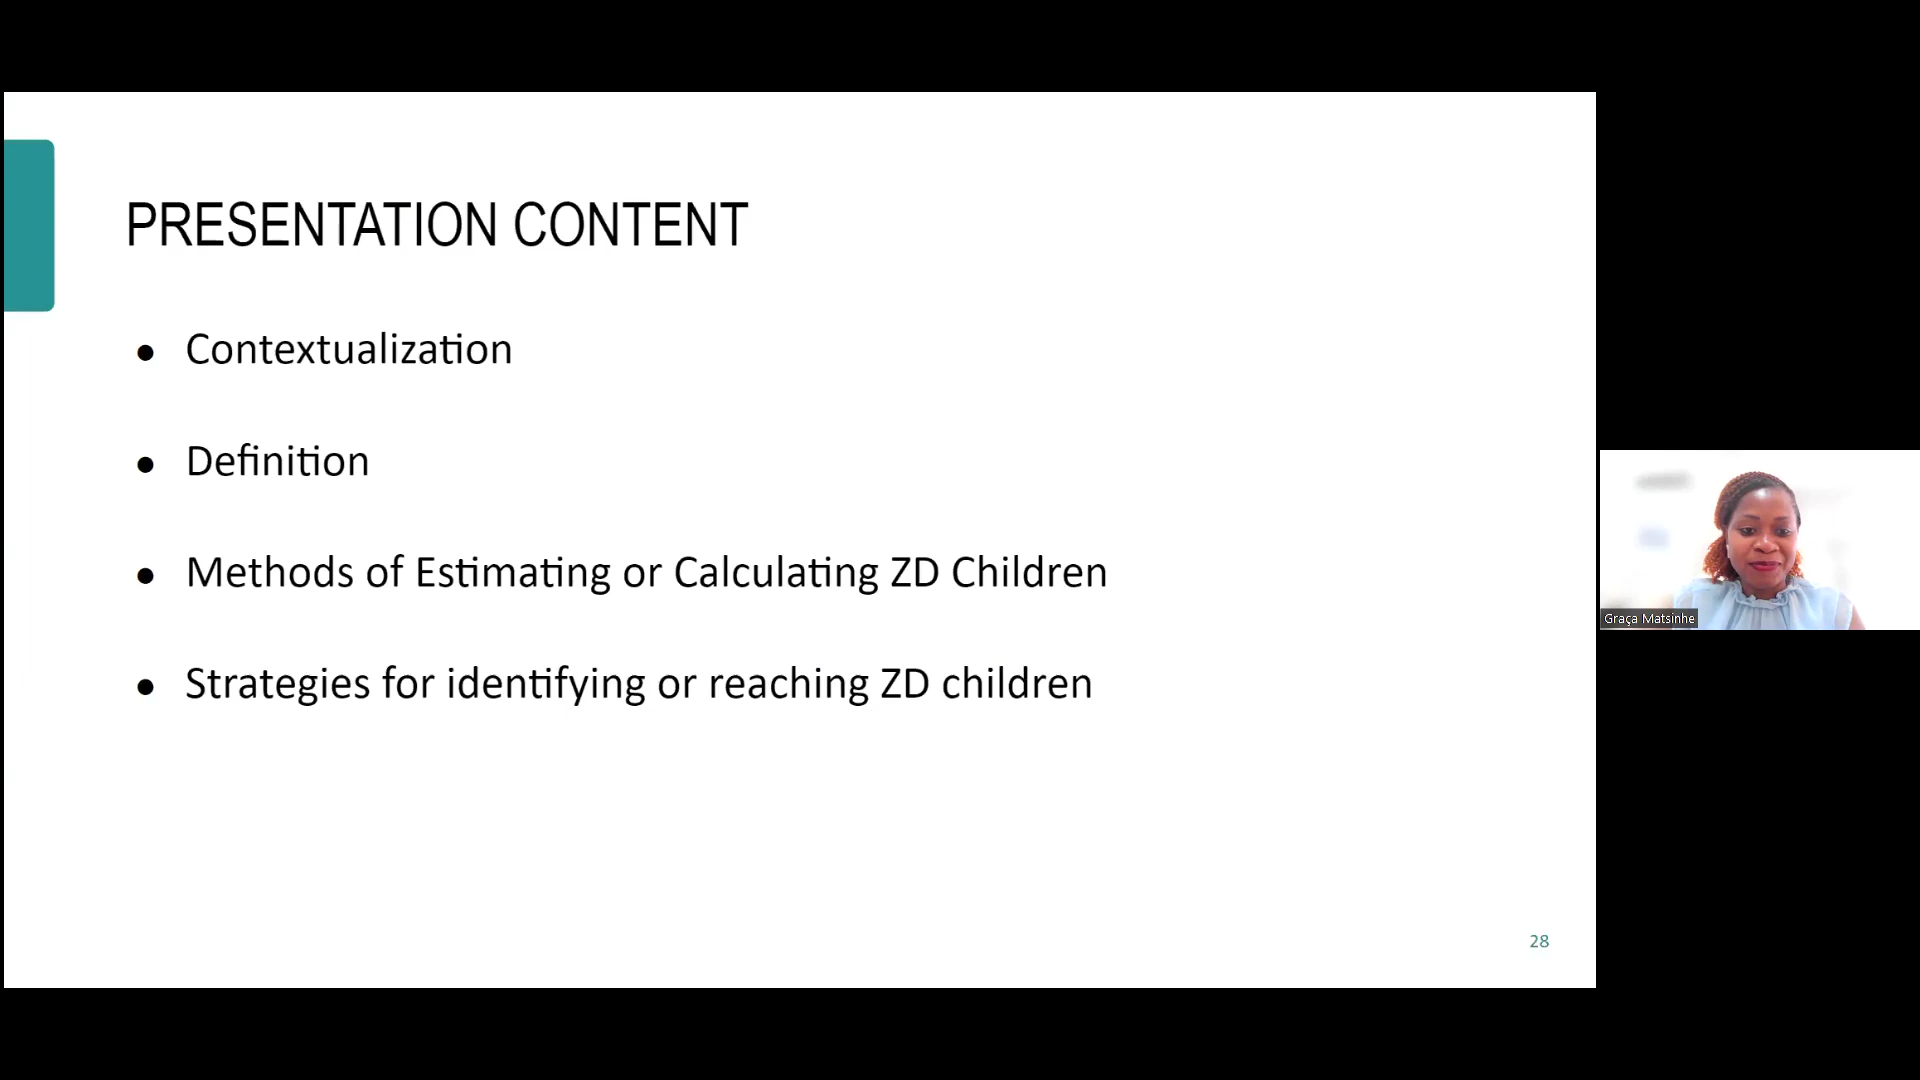 PRESENTATION CONTENT
● Contextualization
● Definition
● Methods of Estimating or Calculating ZD Children
● Strategies for identifying or reaching ZD children
Graça Matsinhe
28